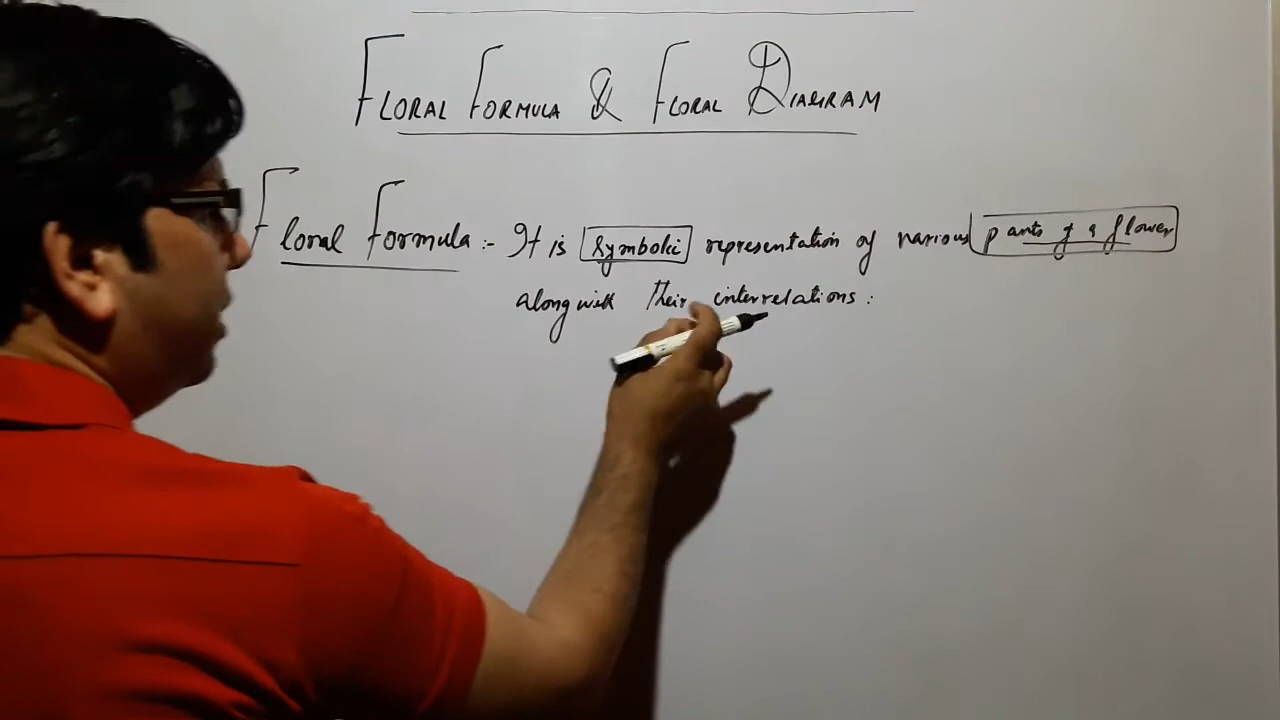 FLORAL FORMULA & FLORAL DIAGRAM
Floral Formula :- It is Symbolic representation of various parts of a flower
along with their interrelations :